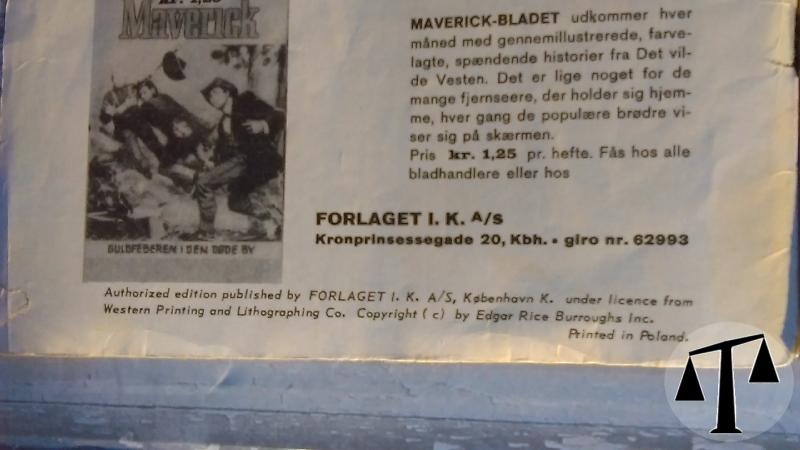 kr. 1,25
Maverick
GULDFEBEREN I DEN DØDE BY
MAVERICK-BLADET udkommer hver
måned med gennemillustrerede, farve-
lagte, spændende historier fra Det vil-
de Vesten. Det er lige noget for de
mange fjernseere, der holder sig hjem-
me, hver gang de populære brødre vi-
ser sig på skærmen.
Pris kr. 1,25 pr. hefte. Fås hos alle
bladhandlere eller hos
FORLAGET I. K. A/S
Kronprinsessegade 20, Kbh. • giro nr. 62993
Authorized edition published by FORLAGET I. K. A/S, København K. under licence from
Western Printing and Lithographing Co. Copyright ( c) by Edgar Rice Burroughs Inc.
Printed in Poland.